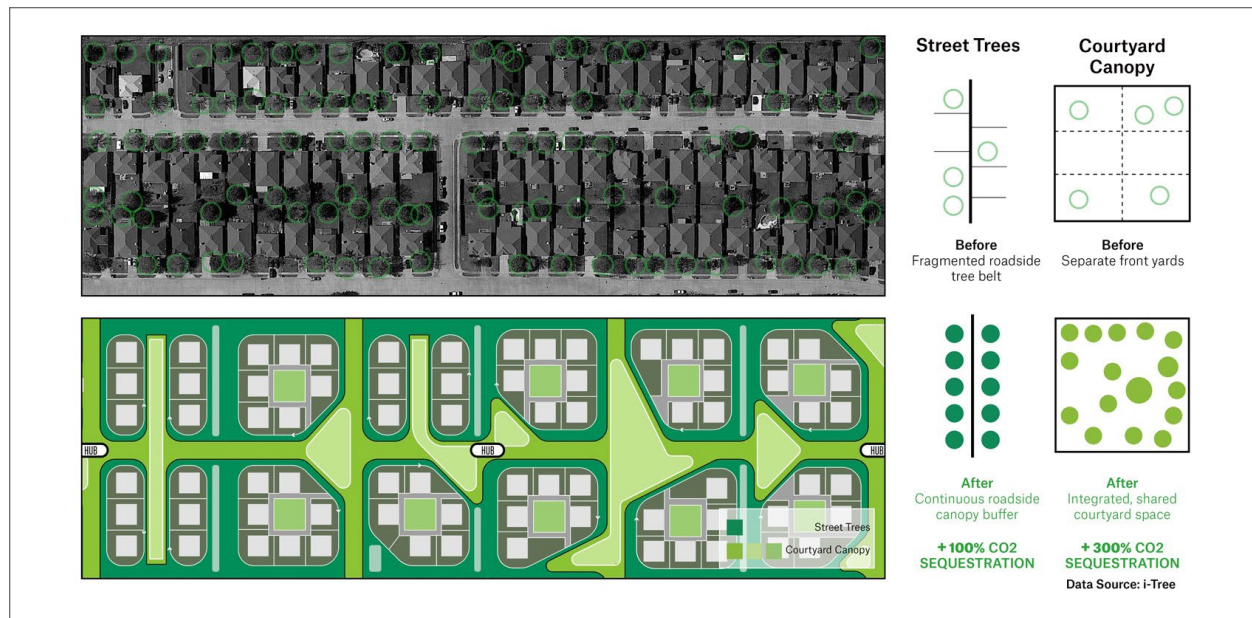 Street Trees
Courtyard
Canopy
Before
Fragmented roadside
tree belt
Before
Separate front yards
HUB
HUB
HUB
Street Trees
Courtyard Canopy
After
Continuous roadside
canopy buffer
+100% CO2
SEQUESTRATION
After
Integrated, shared
courtyard space
+300% CO2
SEQUESTRATION
Data Source: i-Tree